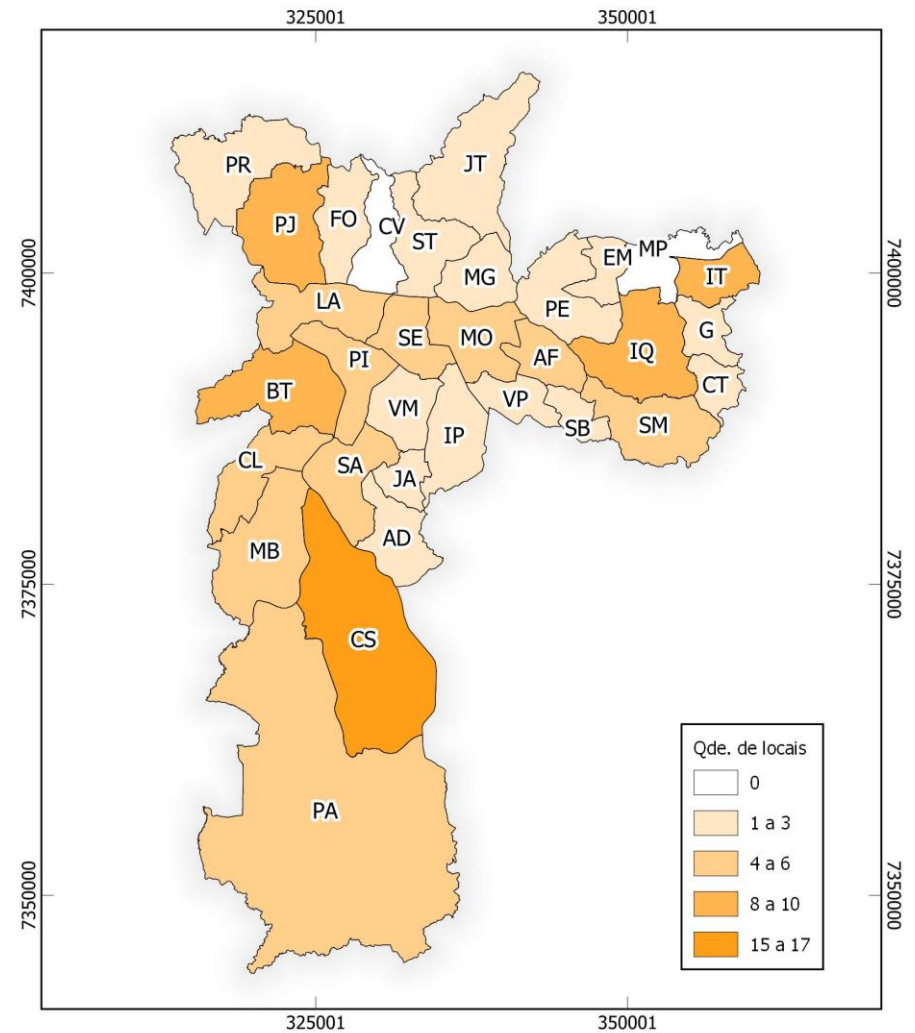 325001
350001
JT
PR
PJ
FO
CV
ST
MG
EM
MP
IT
7400000
7400000
LA
PE
SE
MO
G
PI
AF
IQ
BT
VM
VP
CT
IP
SB
SM
CL
SA
JA
AD
MB
7375000
7375000
CS
PA
Qde. de locais
0
1 a 3
4 a 6
8 a 10
15 a 17
7350000
7350000
325001
350001